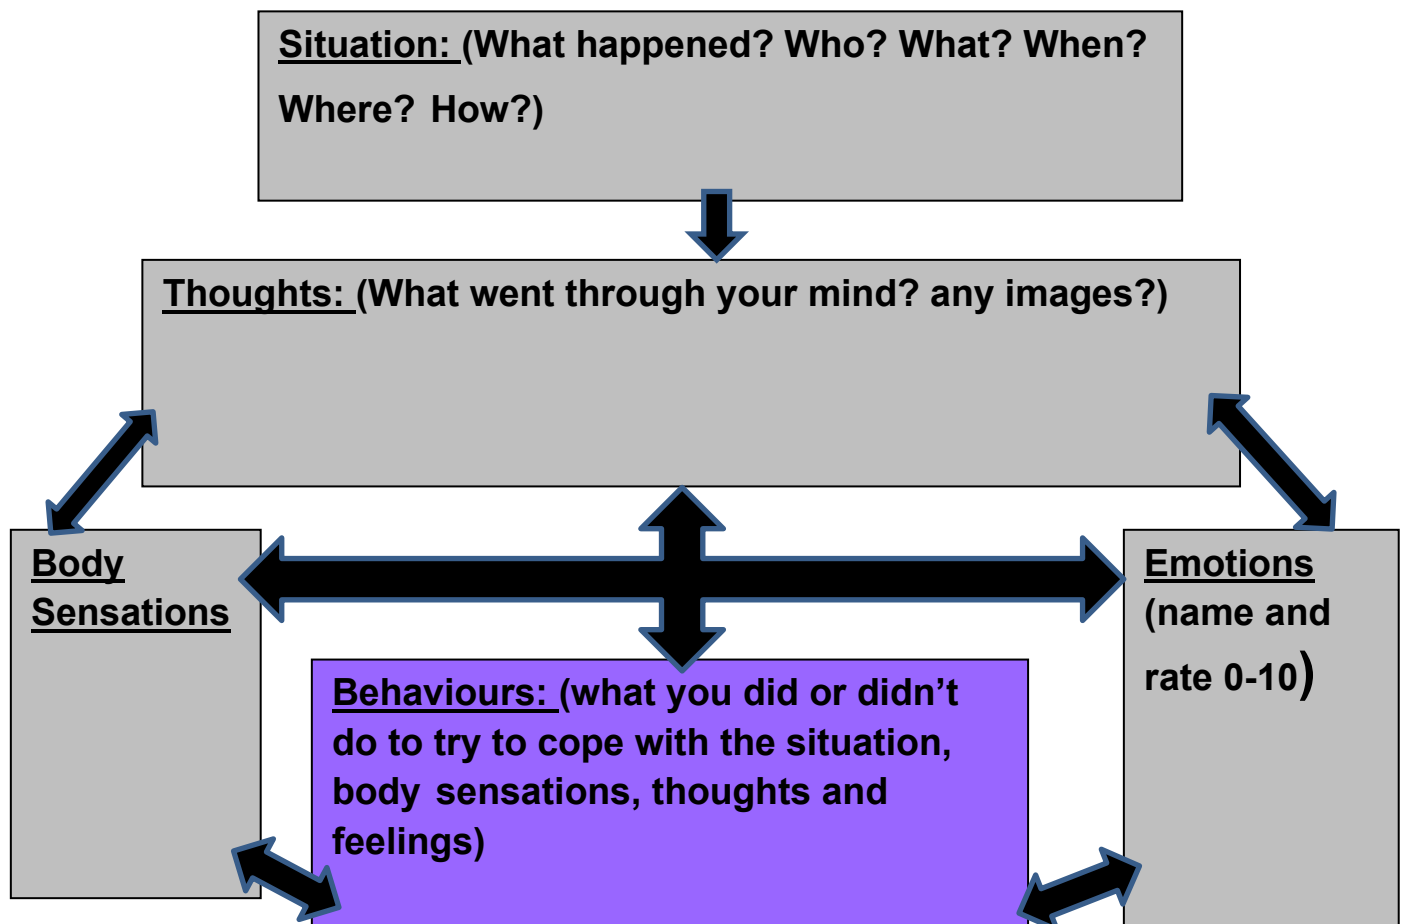 Situation: (What happened? Who? What? When?
Where? How?)
Thoughts: (What went through your mind? any images?)
Body
Sensations
Emotions
(name and
rate 0-10)
Behaviours: (what you did or didn’t
do to try to cope with the situation,
body sensations, thoughts and
feelings)